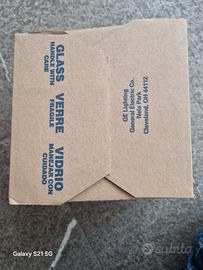 GLASS
HANDLE WITH
CARE
VERRE
FRAGILE
VIDRIO
MANEJAR CON
CUIDADO
GE Lighting
General Electric Co.
Nela Park
Cleveland, OH 44112
Galaxy S21 5G
subito